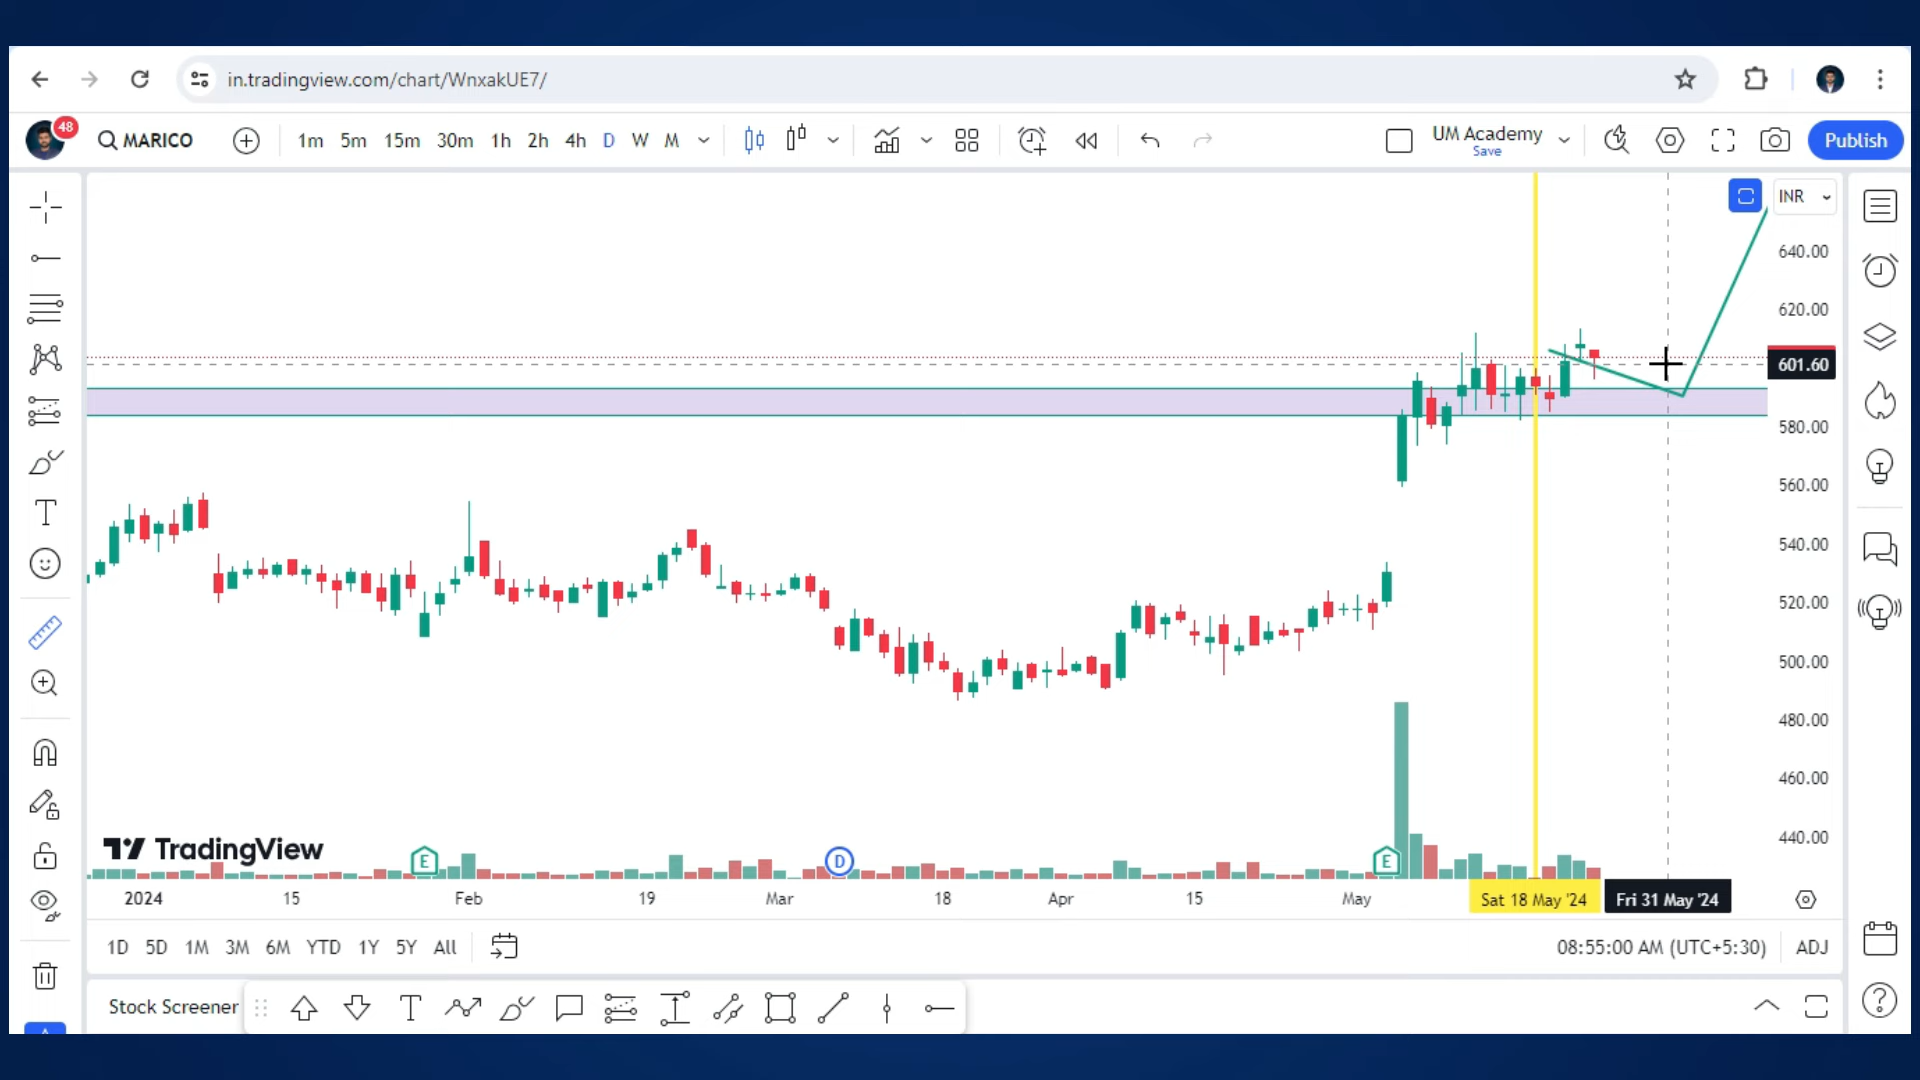 in.tradingview.com/chart/WnxakUE7/
48
MARICO
1m 5m 15m 30m 1h 2h 4h D W M
UM Academy
Save
Publish
INR
640.00
620.00
601.60
580.00
560.00
540.00
520.00
500.00
480.00
460.00
440.00
TradingView
E
D
E
2024 15 Feb 19 Mar 18 Apr 15 May Sat 18 May '24 Fri 31 May '24
1D 5D 1M 3M 6M YTD 1Y 5Y All
08:55:00 AM (UTC+5:30) ADJ
Stock Screener